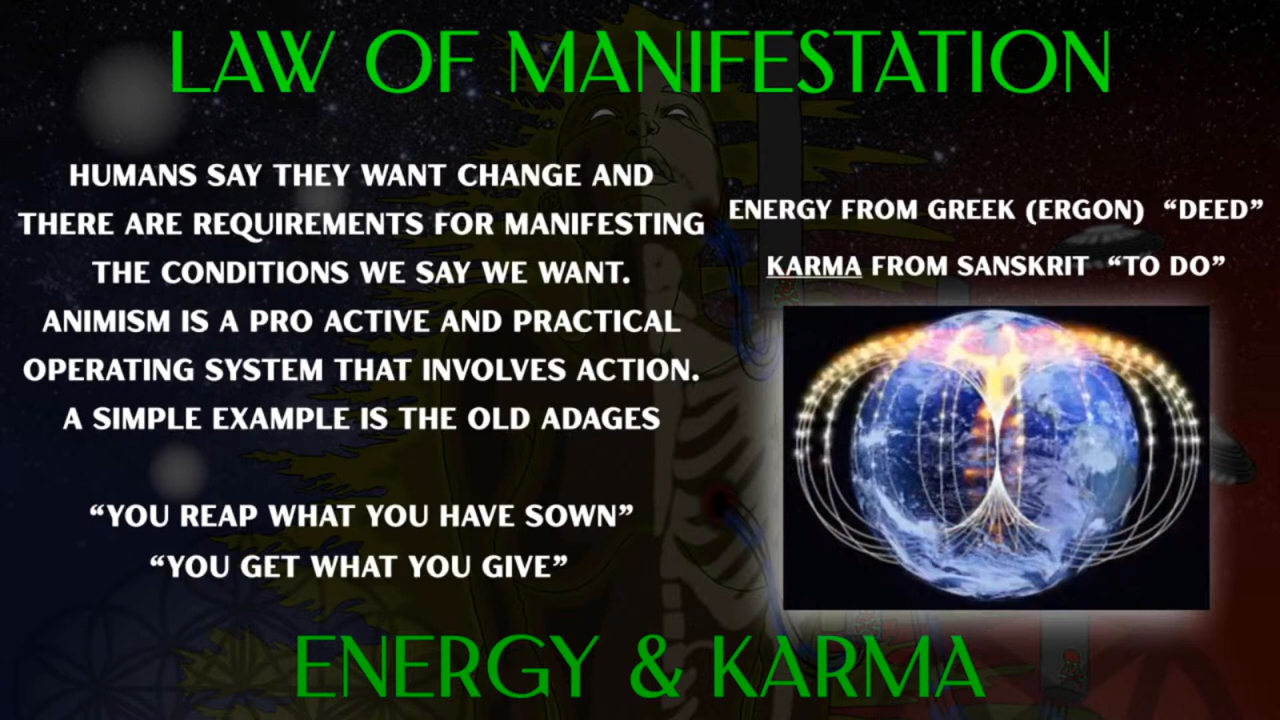 LAW OF MANIFESTATION
HUMANS SAY THEY WANT CHANGE AND
THERE ARE REQUIREMENTS FOR MANIFESTING
THE CONDITIONS WE SAY WE WANT.
ANIMISM IS A PRO ACTIVE AND PRACTICAL
OPERATING SYSTEM THAT INVOLVES ACTION.
A SIMPLE EXAMPLE IS THE OLD ADAGES
“YOU REAP WHAT YOU HAVE SOWN”
“YOU GET WHAT YOU GIVE”
ENERGY FROM GREEK (ERGON) “DEED”
KARMA FROM SANSKRIT “TO DO”
ENERGY & KARMA